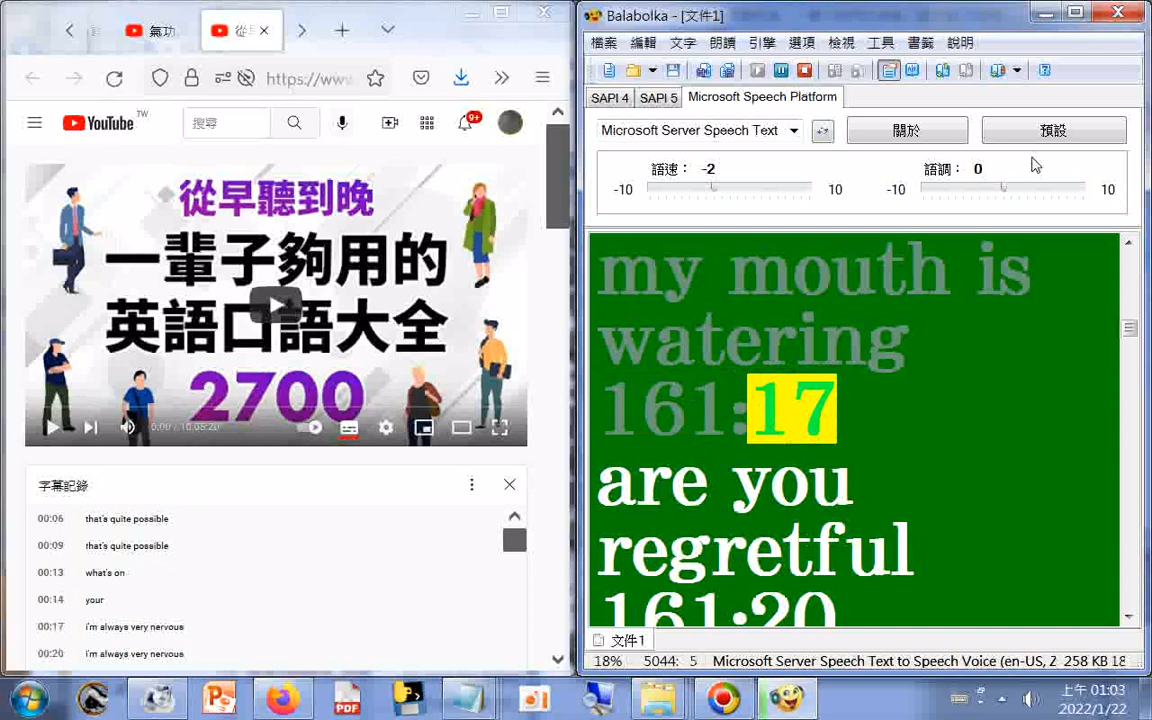 氣功
從
https://www
YouTube TW
搜尋
9+
從早聽到晚
一輩子夠用的
英語口語大全
2700
0:00 / 10:05:20
字幕記錄
00:06 that's quite possible
00:09 that's quite possible
00:13 what's on
00:14 your
00:17 i'm always very nervous
00:20 i'm always very nervous
Balabolka - [文件1]
檔案 編輯 文字 朗讀 引擎 選項 檢視 工具 書籤 說明
SAPI 4 SAPI 5 Microsoft Speech Platform
Microsoft Server Speech Text
關於
預設
語速： -2
-10 10
語調： 0
-10 10
my mouth is
watering
161:17
are you
regretful
161:20
文件1
18% 5044: 5 Microsoft Server Speech Text to Speech Voice (en-US, 2 258 KB 18
PDF
上午 01:03
2022/1/22